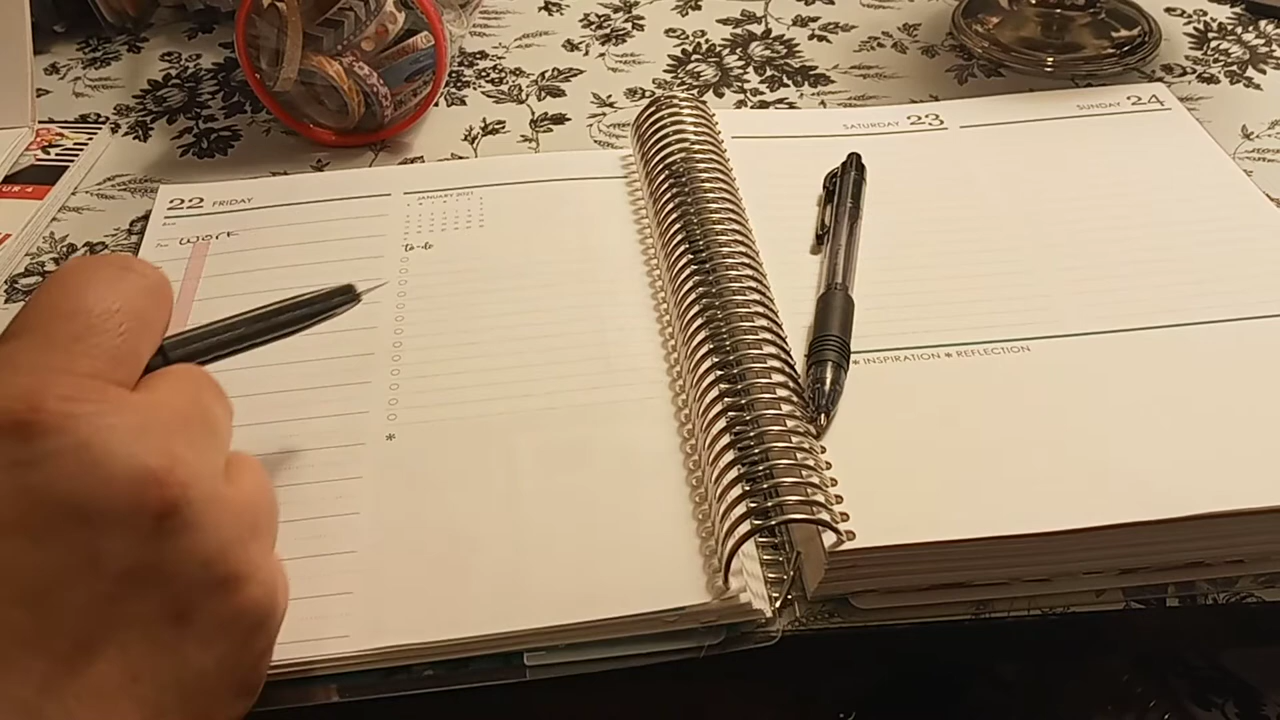 22 FRIDAY
work
JANUARY 2021
to-do
*
SATURDAY 23
SUNDAY 24
* INSPIRATION * REFLECTION